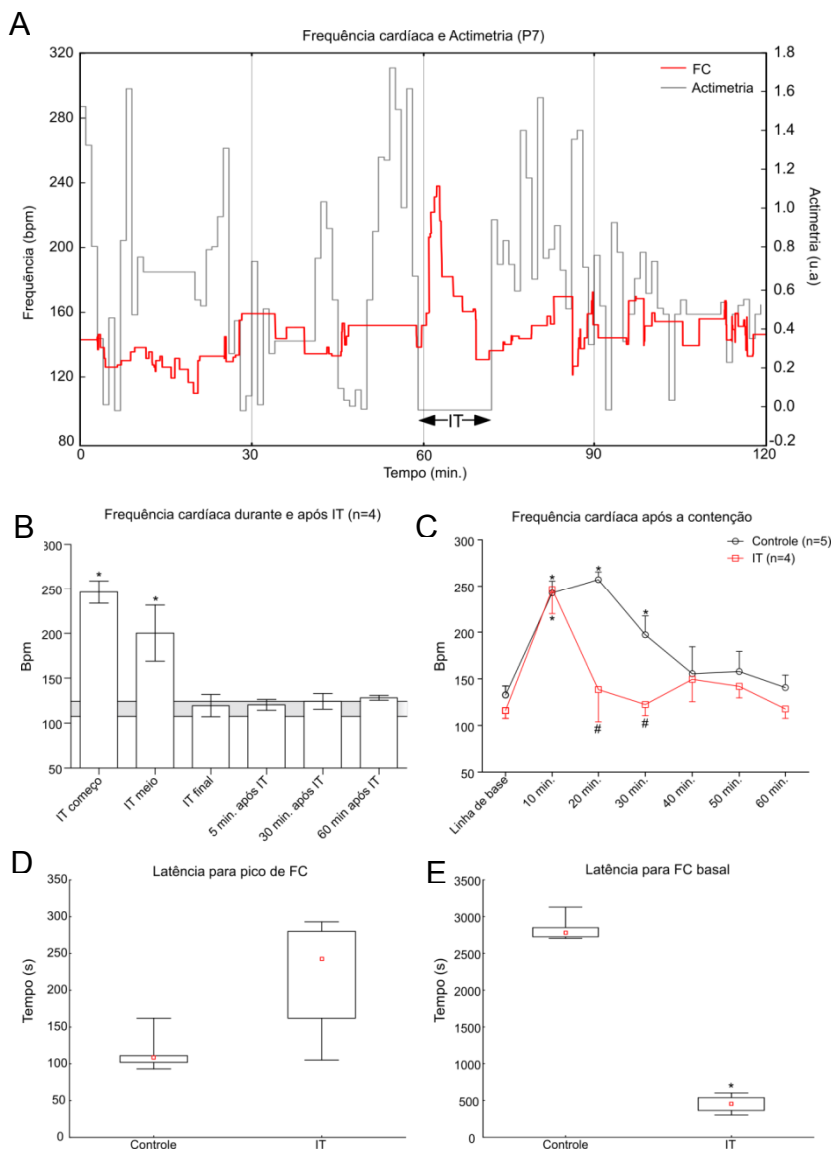 A
Frequência cardíaca e Actimetria (P7)
320
280
240
200
160
120
80
Frequência (bpm)
FC
Actimetria
1.8
1.6
1.4
1.2
1.0
0.8
0.6
0.4
0.2
0.0
-0.2
Actimetria (u.a)
IT
0
30
60
90
120
Tempo (min.)
B
Frequência cardíaca durante e após IT (n=4)
300
250
200
150
100
50
Bpm
*
*
IT começo
IT meio
IT final
5 min. após IT
30 min. após IT
60 min após IT
C
Frequência cardíaca após a contenção
Controle (n=5)
IT (n=4)
300
250
200
150
100
50
Bpm
*
*
*
*
#
#
Linha de base
10 min.
20 min.
30 min.
40 min.
50 min.
60 min.
D
Latência para pico de FC
350
300
250
200
150
100
50
0
Tempo (s)
Controle
IT
E
Latência para FC basal
3500
3000
2500
2000
1500
1000
500
0
Tempo (s)
*
Controle
IT